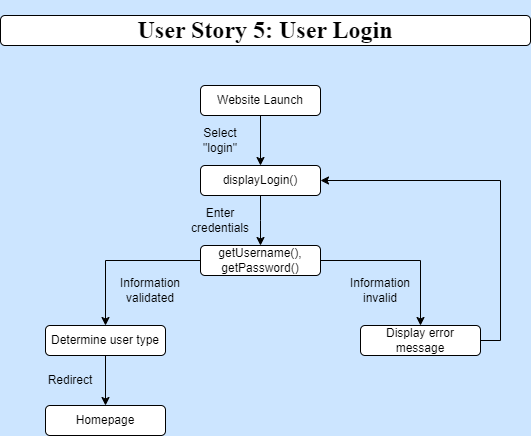 User Story 5: User Login
Website Launch
Select
"login"
displayLogin()
Enter
credentials
getUsername(),
getPassword()
Information
validated
Information
invalid
Determine user type
Display error
message
Redirect
Homepage